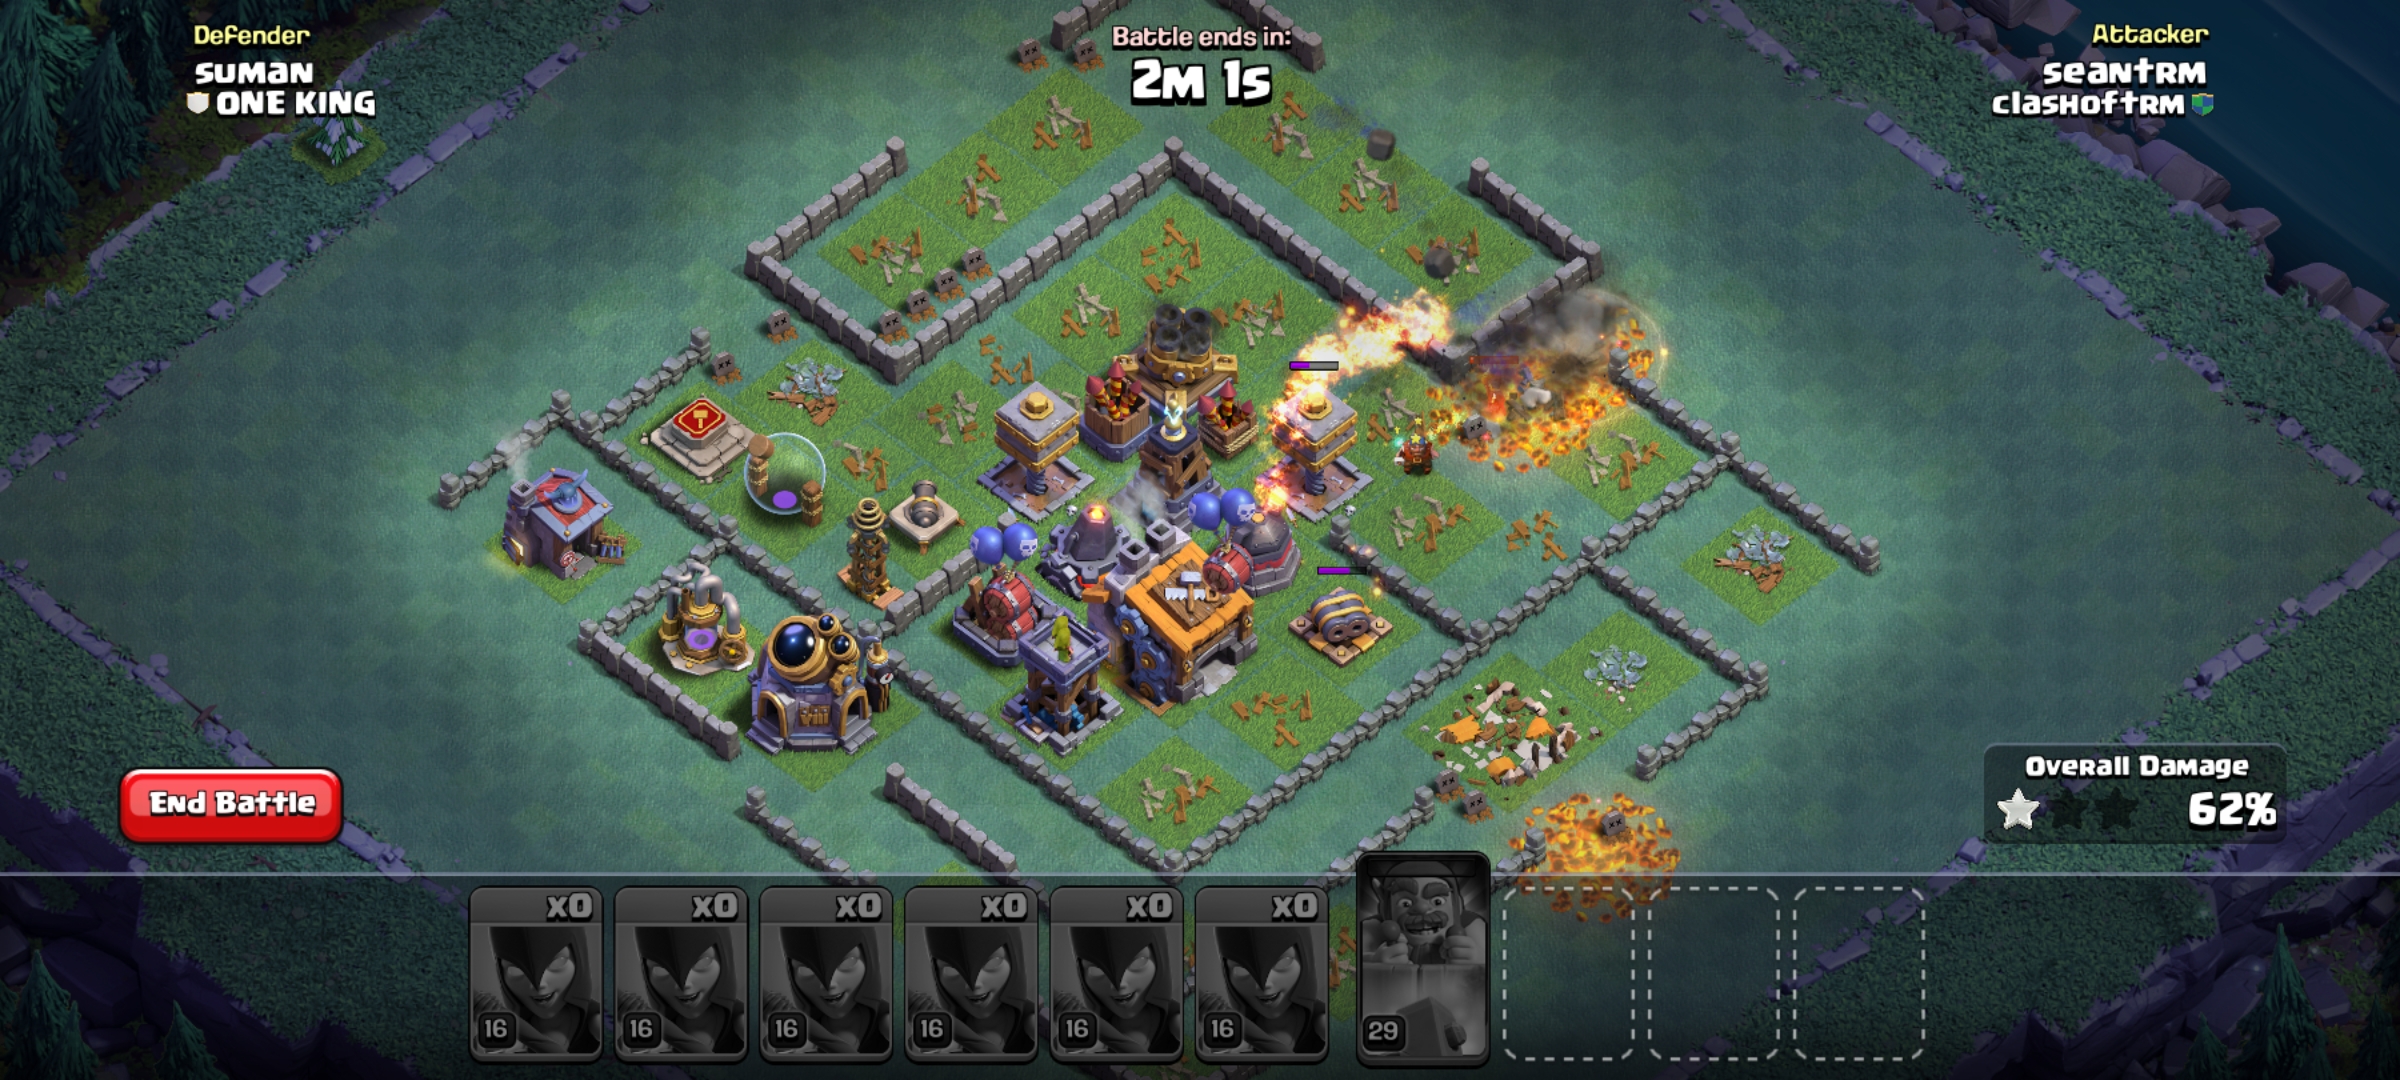 Defender
suman
ONE KING
Battle ends in:
2M 1s
Attacker
seantRM
clashoftRM
End Battle
Overall Damage
62%
x0
x0
x0
x0
x0
x0
16
16
16
16
16
16
29
VIII